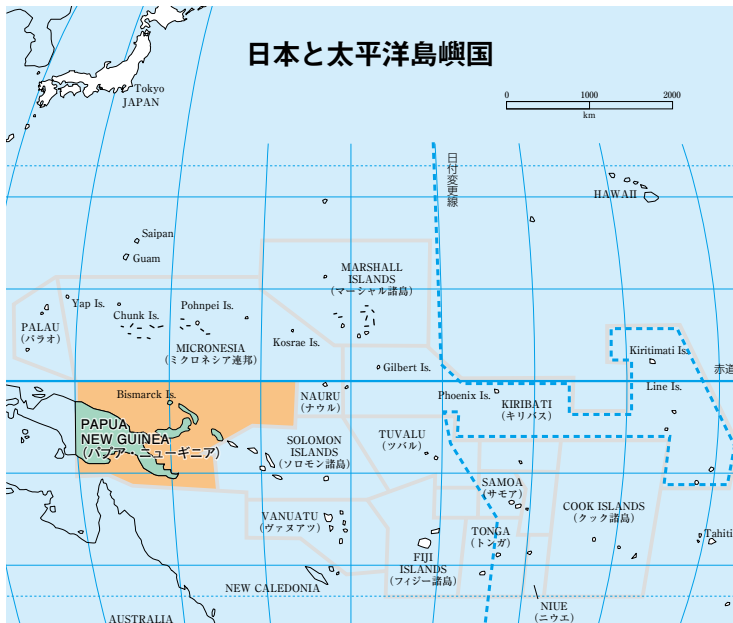 日本と太平洋島嶼国
0 1000 2000
km
Tokyo
JAPAN
日付変更線
HAWAII
Saipan
Guam
MARSHALL
ISLANDS
（マーシャル諸島）
Yap Is.
Chunk Is.
Pohnpei Is.
PALAU
（パラオ）
MICRONESIA
（ミクロネシア連邦）
Kosrae Is.
Kiritimati Is.
Gilbert Is.
赤道
Bismarck Is.
NAURU
（ナウル）
Phoenix Is.
KIRIBATI
（キリバス）
Line Is.
PAPUA
NEW GUINEA
（パプア・ニューギニア）
SOLOMON
ISLANDS
（ソロモン諸島）
TUVALU
（ツバル）
SAMOA
（サモア）
VANUATU
（ヴァヌアツ）
COOK ISLANDS
（クック諸島）
TONGA
（トンガ）
Tahiti
FIJI
ISLANDS
（フィジー諸島）
NEW CALEDONIA
NIUE
（ニウエ）
AUSTRALIA